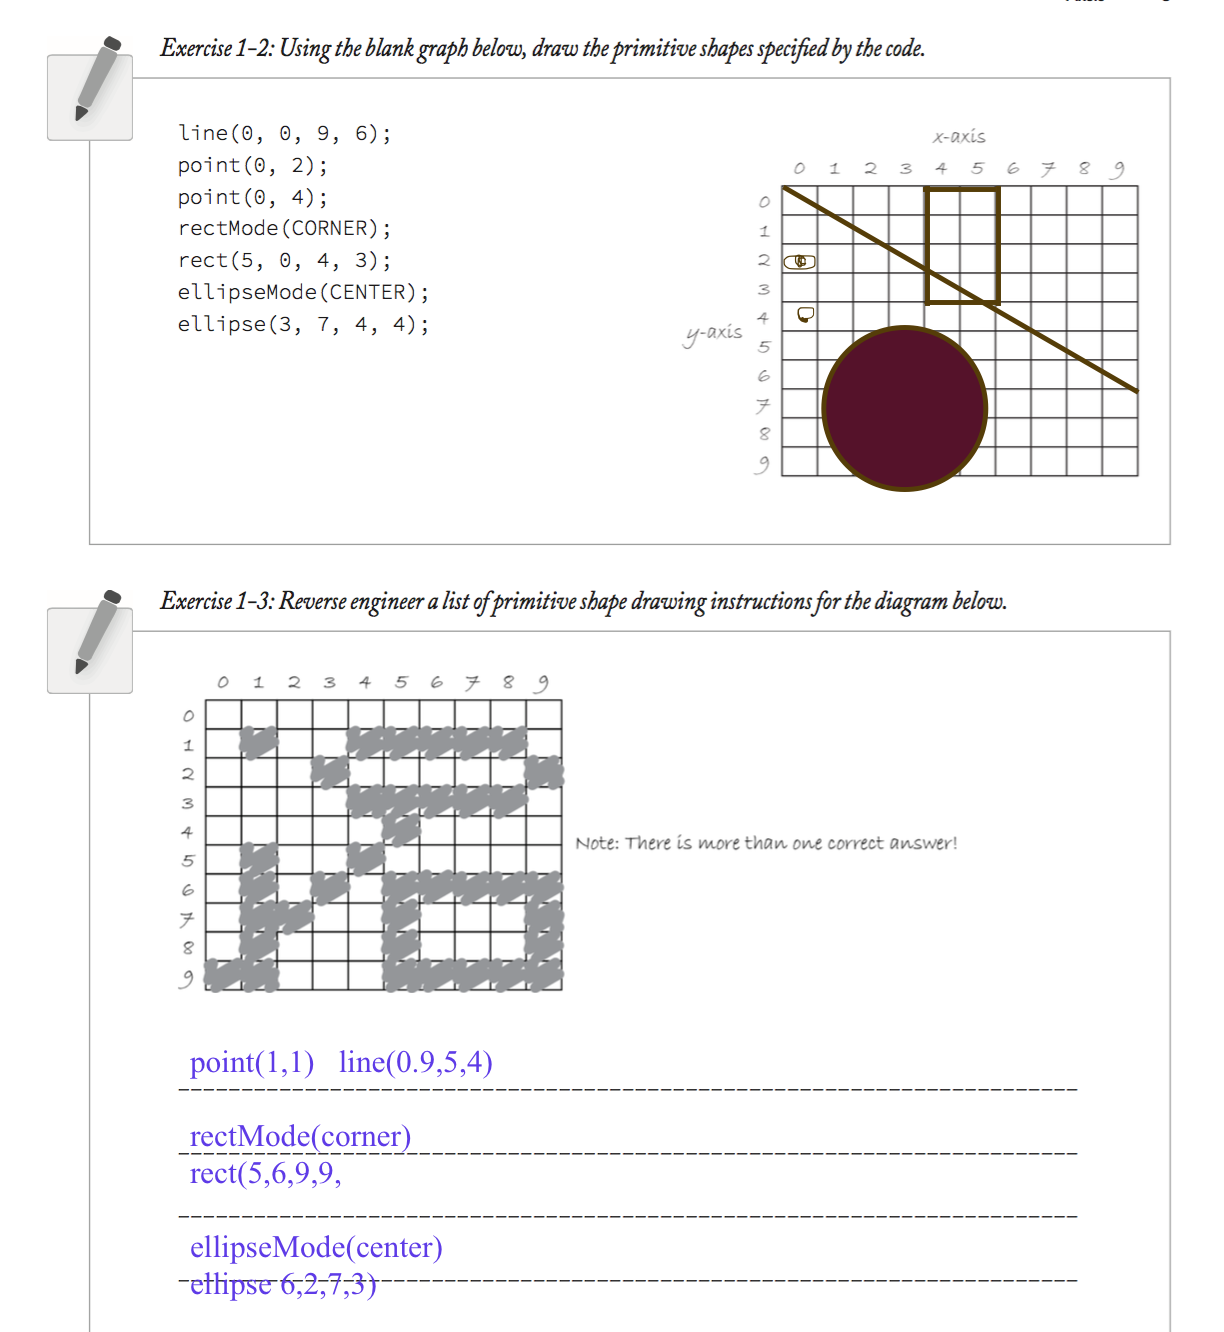 Exercise 1-2: Using the blank graph below, draw the primitive shapes specified by the code.
line(0, 0, 9, 6);
point(0, 2);
point(0, 4);
rectMode(CORNER);
rect(5, 0, 4, 3);
ellipseMode(CENTER);
ellipse(3, 7, 4, 4);
x-axis
0 1 2 3 4 5 6 7 8 9
0
1
2
3
4
y-axis
5
6
7
8
9
Exercise 1-3: Reverse engineer a list of primitive shape drawing instructions for the diagram below.
0 1 2 3 4 5 6 7 8 9
0
1
2
3
4
Note: There is more than one correct answer!
5
6
7
8
9
point(1,1) line(0.9,5,4)
rectMode(corner)
rect(5,6,9,9,
ellipseMode(center)
ellipse 6,2,7,3)